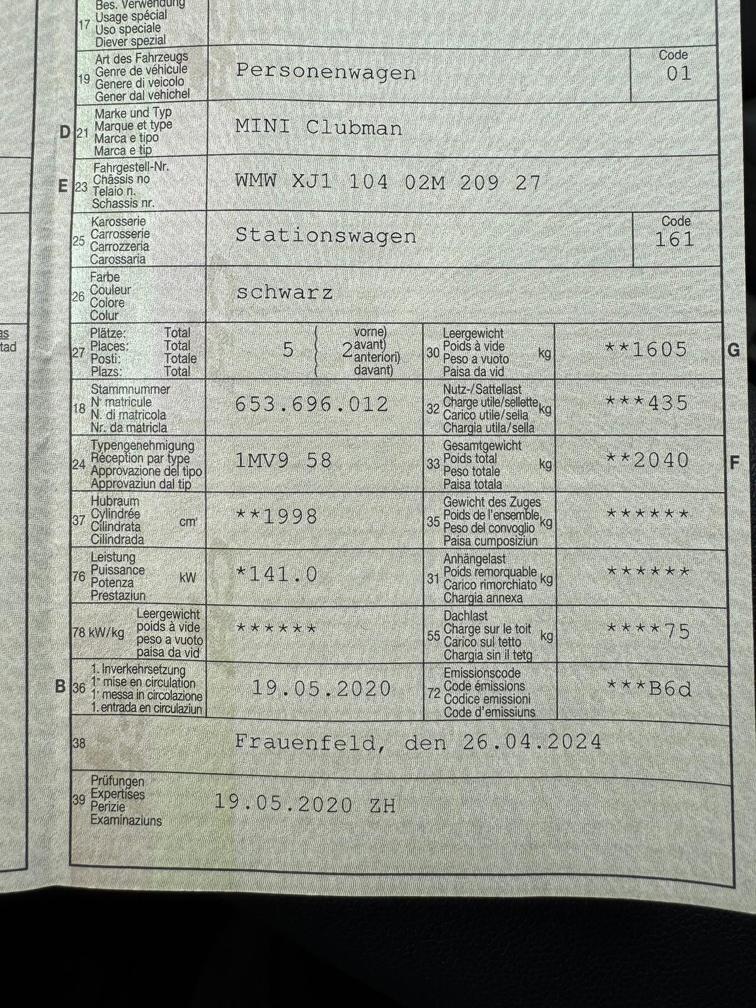 Bes. Verwendung
17 Usage spécial
Uso speciale
Diever spezial
19 Art des Fahrzeugs
Genre de véhicule
Genere di veicolo
Gener dal vehichel
Personenwagen
Code
01
D 21 Marke und Typ
Marque et type
Marca e tipo
Marca e tip
MINI Clubman
E 23 Fahrgestell-Nr.
Châssis no
Telaio n.
Schassis nr.
WMW XJ1 104 02M 209 27
25 Karosserie
Carrosserie
Carrozzeria
Carossaria
Stationswagen
Code
161
26 Farbe
Couleur
Colore
Colur
schwarz
27 Plätze: Total
Places: Total
Posti: Totale
Plazs: Total
5
2
vorne)
avant)
anteriori)
davant)
30 Leergewicht
Poids à vide
Peso a vuoto
Paisa da vid
kg
**1605
G
18 Stammnummer
N° matricule
N. di matricola
Nr. da matricla
653.696.012
32 Nutz-/Sattellast
Charge utile/sellette
Carico utile/sella
Chargia utila/sella
kg
***435
24 Typengenehmigung
Réception par type
Approvazione del tipo
Approvaziun dal tip
1MV9 58
33 Gesamtgewicht
Poids total
Peso totale
Paisa totala
kg
**2040
F
37 Hubraum
Cylindrée
Cilindrata
Cilindrada
cm³
**1998
35 Gewicht des Zuges
Poids de l'ensemble
Peso del convoglio
Paisa cumposiziun
kg
******
76 Leistung
Puissance
Potenza
Prestaziun
kW
*141.0
31 Anhängelast
Poids remorquable
Carico rimorchiato
Chargia annexa
kg
******
78 kW/kg
Leergewicht
poids à vide
peso a vuoto
paisa da vid
******
55 Dachlast
Charge sur le toit
Carico sul tetto
Chargia sin il tetg
kg
****75
B 36 1. Inverkehrsetzung
1re mise en circulation
1a messa in circolazione
1. entrada en circulaziun
19.05.2020
72 Emissionscode
Code émissions
Codice emissioni
Code d'emissiuns
***B6d
38
Frauenfeld, den 26.04.2024
39 Prüfungen
Expertises
Perizie
Examinaziuns
19.05.2020 ZH